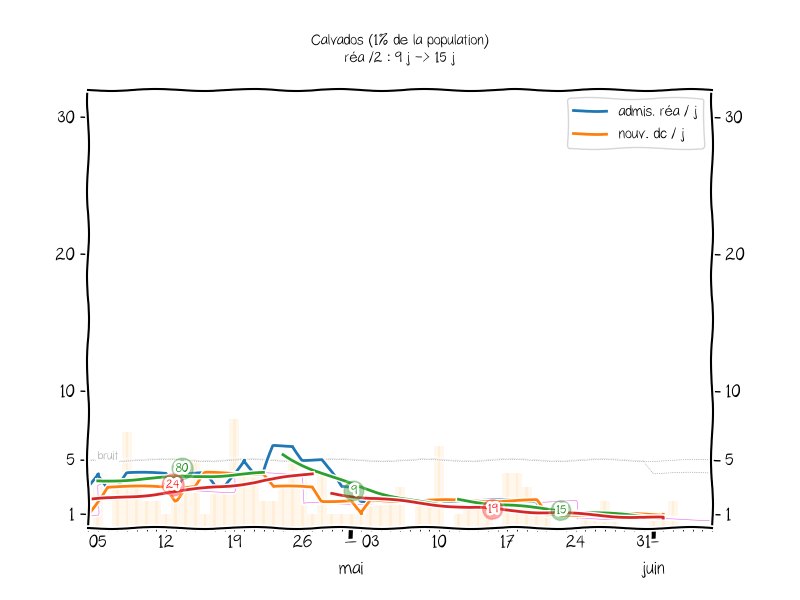 Calvados (1% de la population)
réa /2 : 9 j -> 15 j
admis. réa / j
nouv. dc / j
30
30
20
20
10
10
5
5
1
1
bruit
80
24
9
19
15
05 12 19 26 03 10 17 24 31
mai juin